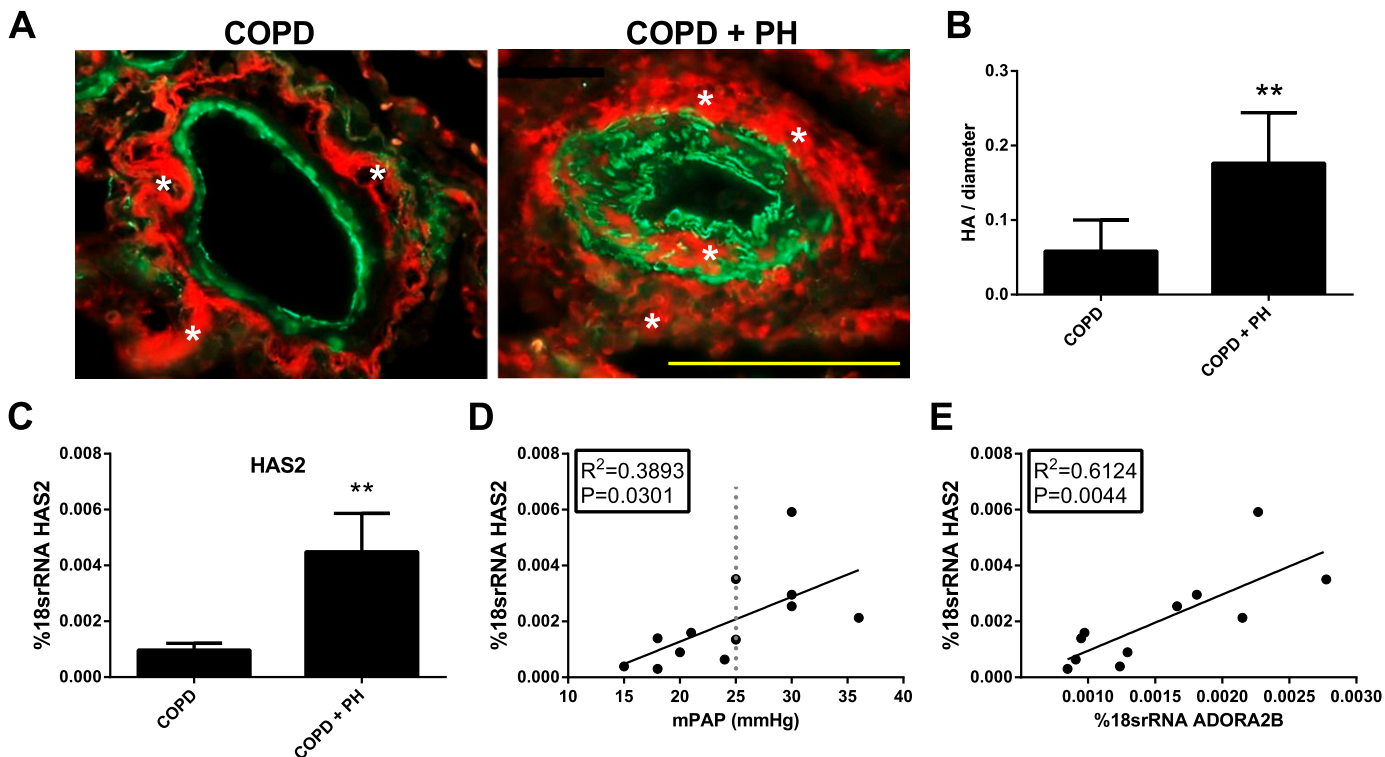 A
COPD
COPD + PH
*
*
*
*
*
*
*
B
HA / diameter
0.3
0.2
0.1
0.0
**
COPD
COPD + PH
C
%18srRNA HAS2
0.008
0.006
0.004
0.002
0.000
HAS2
**
COPD
COPD + PH
D
%18srRNA HAS2
0.008
0.006
0.004
0.002
0.000
R²=0.3893
P=0.0301
10
15
20
25
30
35
40
mPAP (mmHg)
E
%18srRNA HAS2
0.008
0.006
0.004
0.002
0.000
R²=0.6124
P=0.0044
0.0010
0.0015
0.0020
0.0025
0.0030
%18srRNA ADORA2B